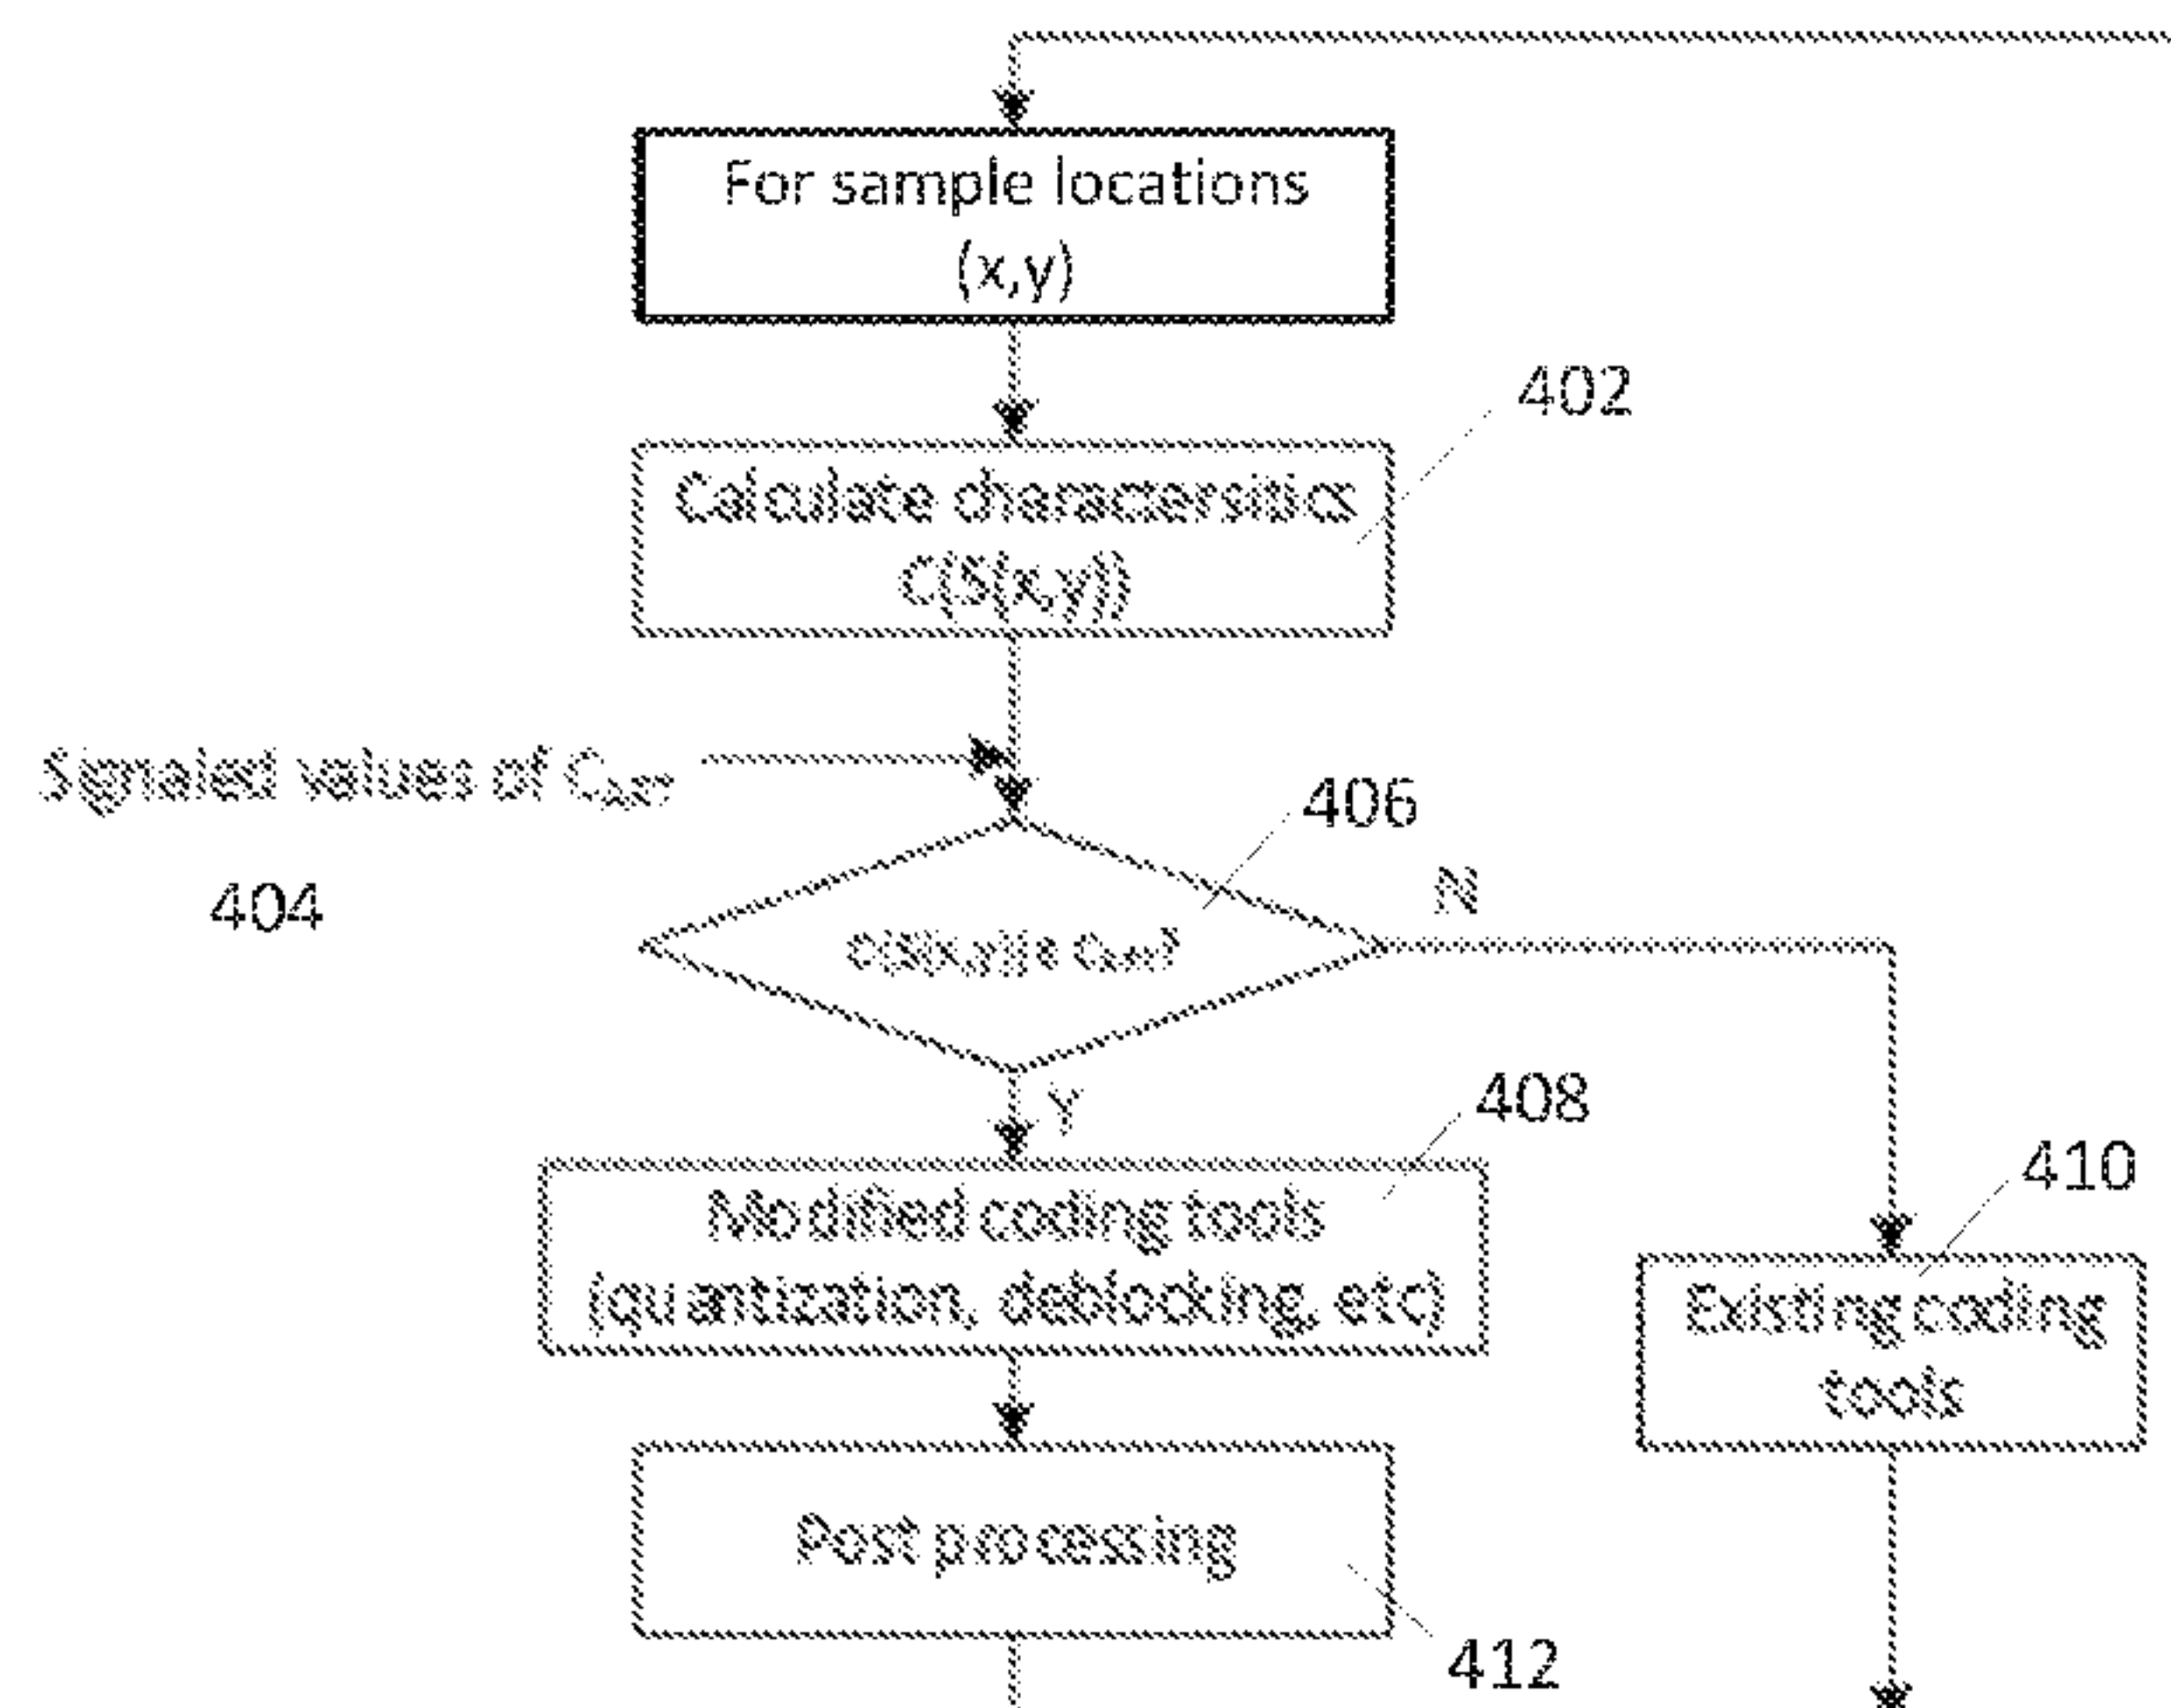 For sample locations
(x,y)
402
Calculate charactersitics
C(S(x,y))
Signaled values of
404
406
N
Y
408
Modified coding tools
(quantization, deblocking, etc)
410
Existing coding
tools
Post processing
412